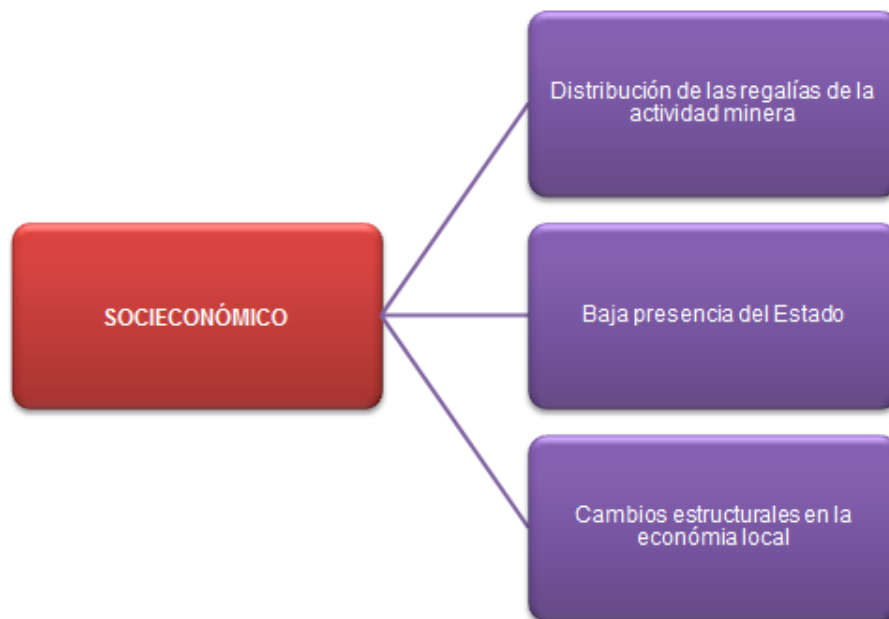 Distribución de las regalías de la
actividad minera
SOCIECONÓMICO
Baja presencia del Estado
Cambios estructurales en la
económia local